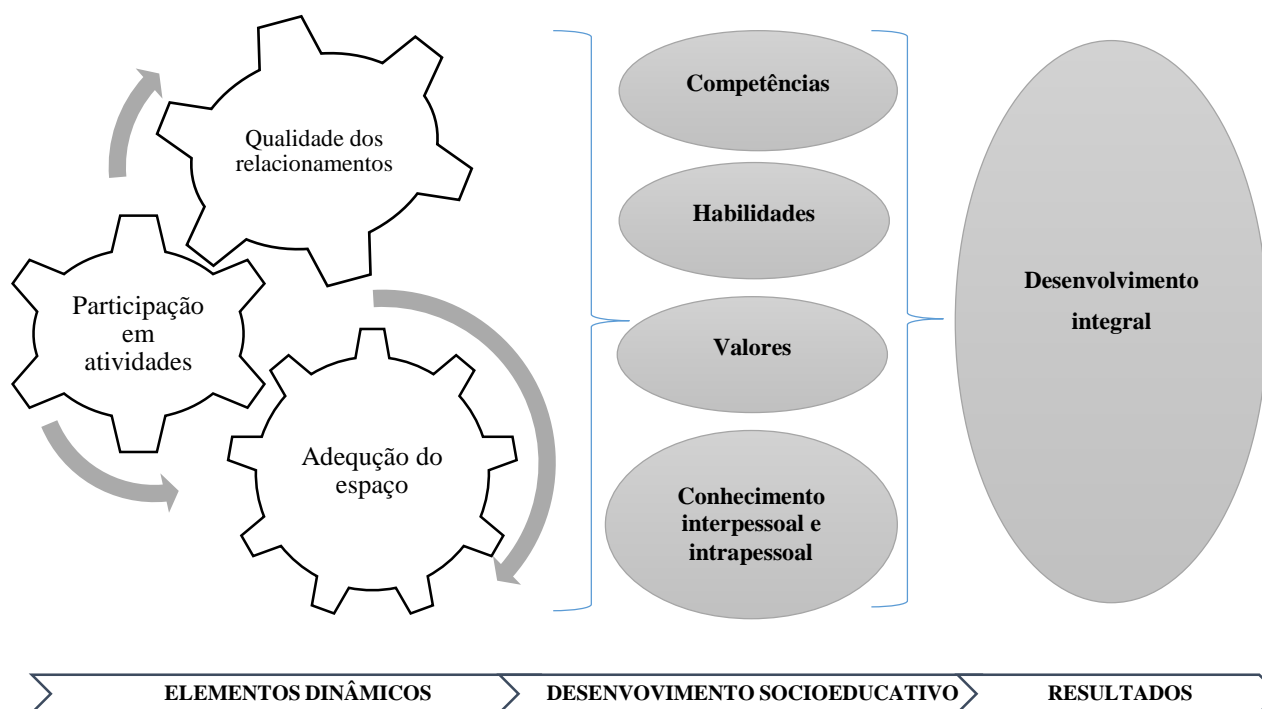 Qualidade dos
relacionamentos
Participação
em
atividades
Adequção do
espaço
Competências
Habilidades
Valores
Conhecimento
interpessoal e
intrapessoal
Desenvolvimento
integral
ELEMENTOS DINÂMICOS
DESENVOVIMENTO SOCIOEDUCATIVO
RESULTADOS